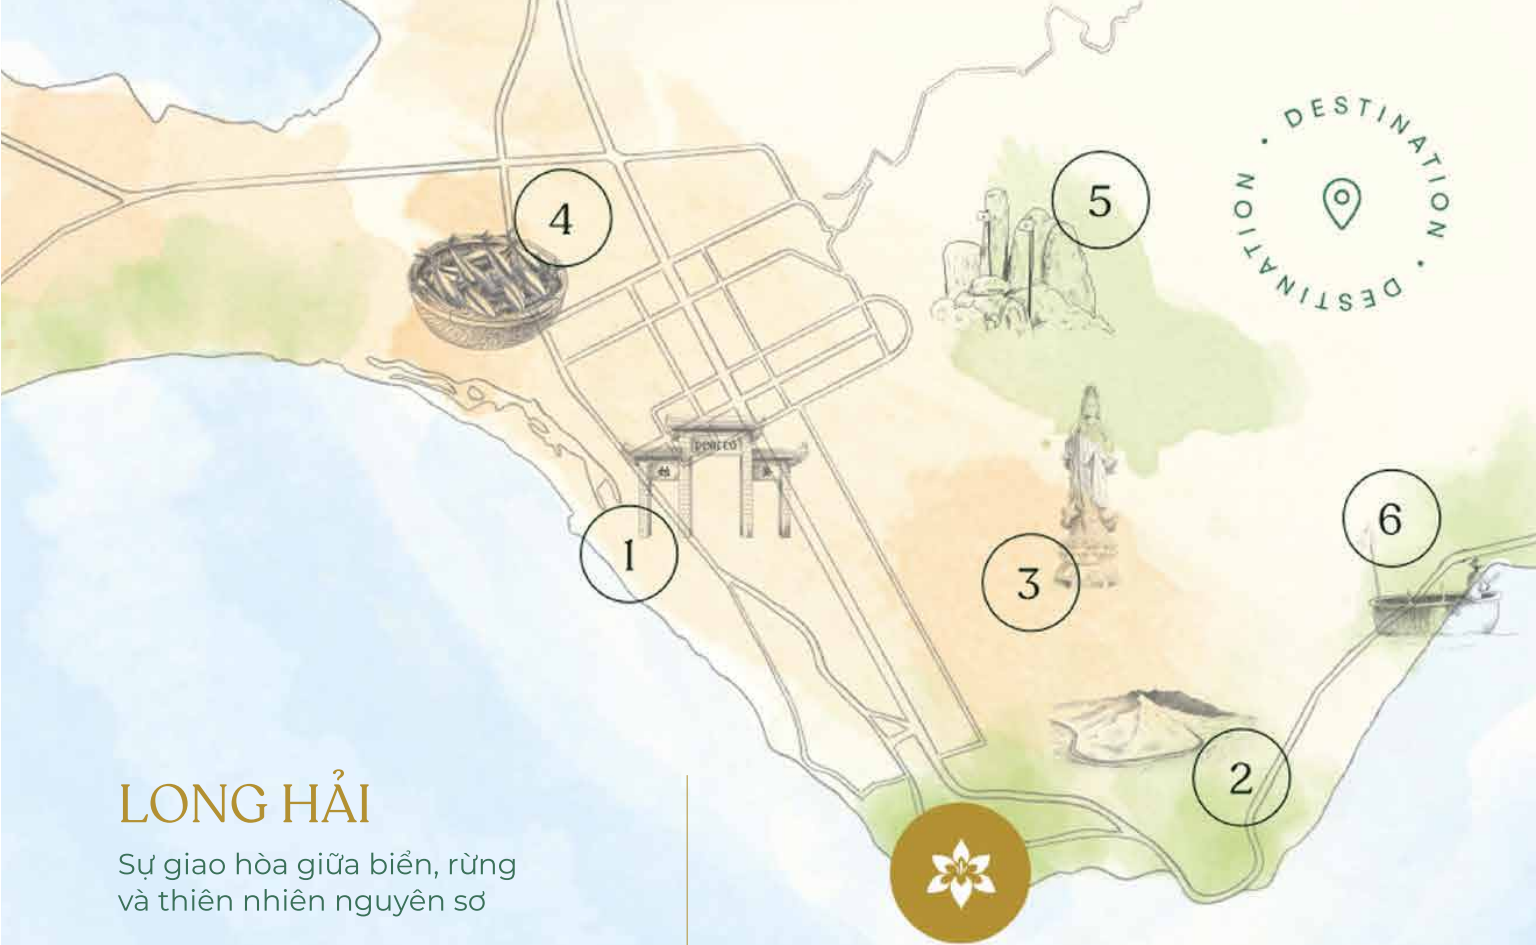 DESTINATION • DESTINATION •
4
5
6
1
3
2
LONG HẢI
Sự giao hòa giữa biển, rừng
và thiên nhiên nguyên sơ